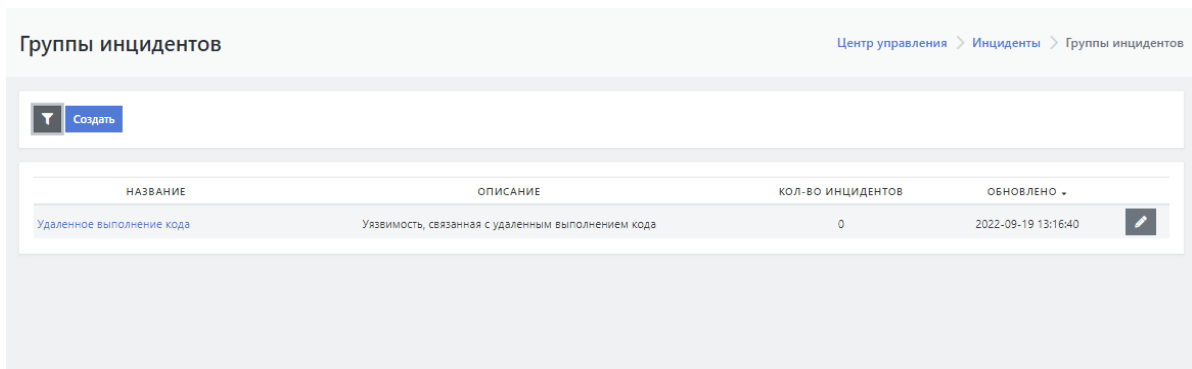 Группы инцидентов
Центр управления > Инциденты > Группы инцидентов
Создать
НАЗВАНИЕ ОПИСАНИЕ КОЛ-ВО ИНЦИДЕНТОВ ОБНОВЛЕНО
Удаленное выполнение кода Уязвимость, связанная с удаленным выполнением кода 0 2022-09-19 13:16:40